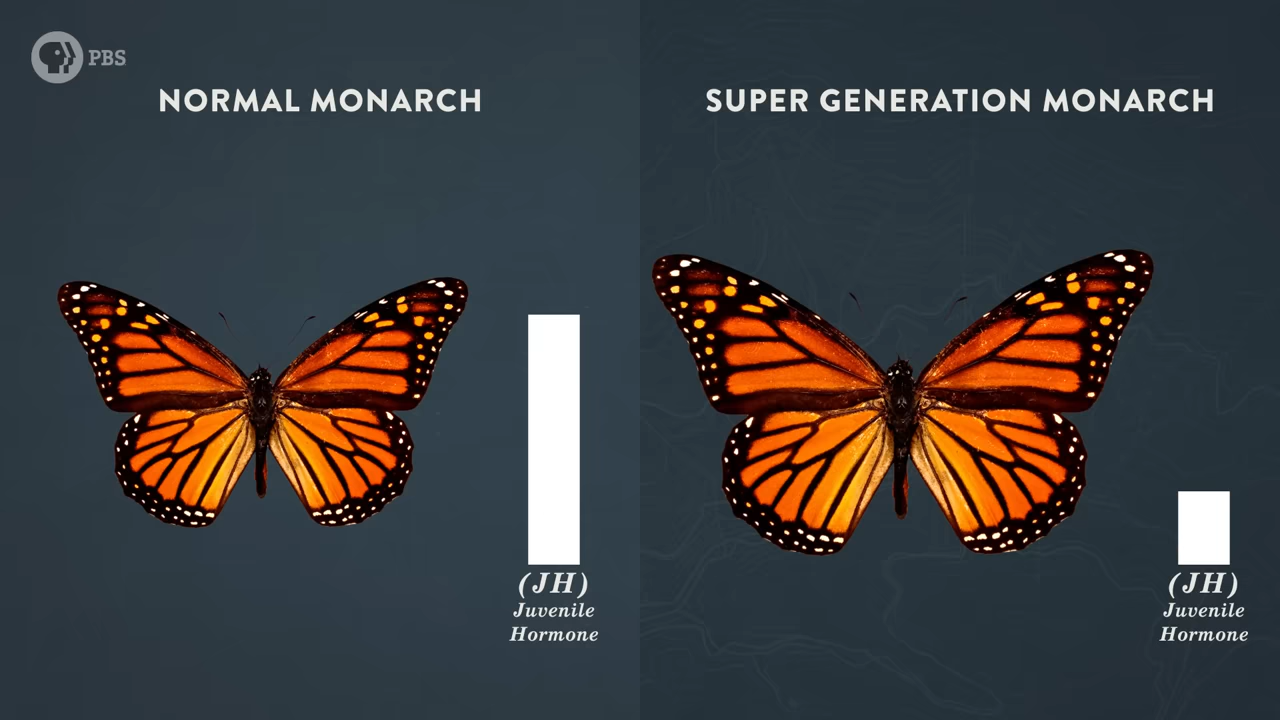 PBS
NORMAL MONARCH
SUPER GENERATION MONARCH
(JH)
Juvenile
Hormone
(JH)
Juvenile
Hormone